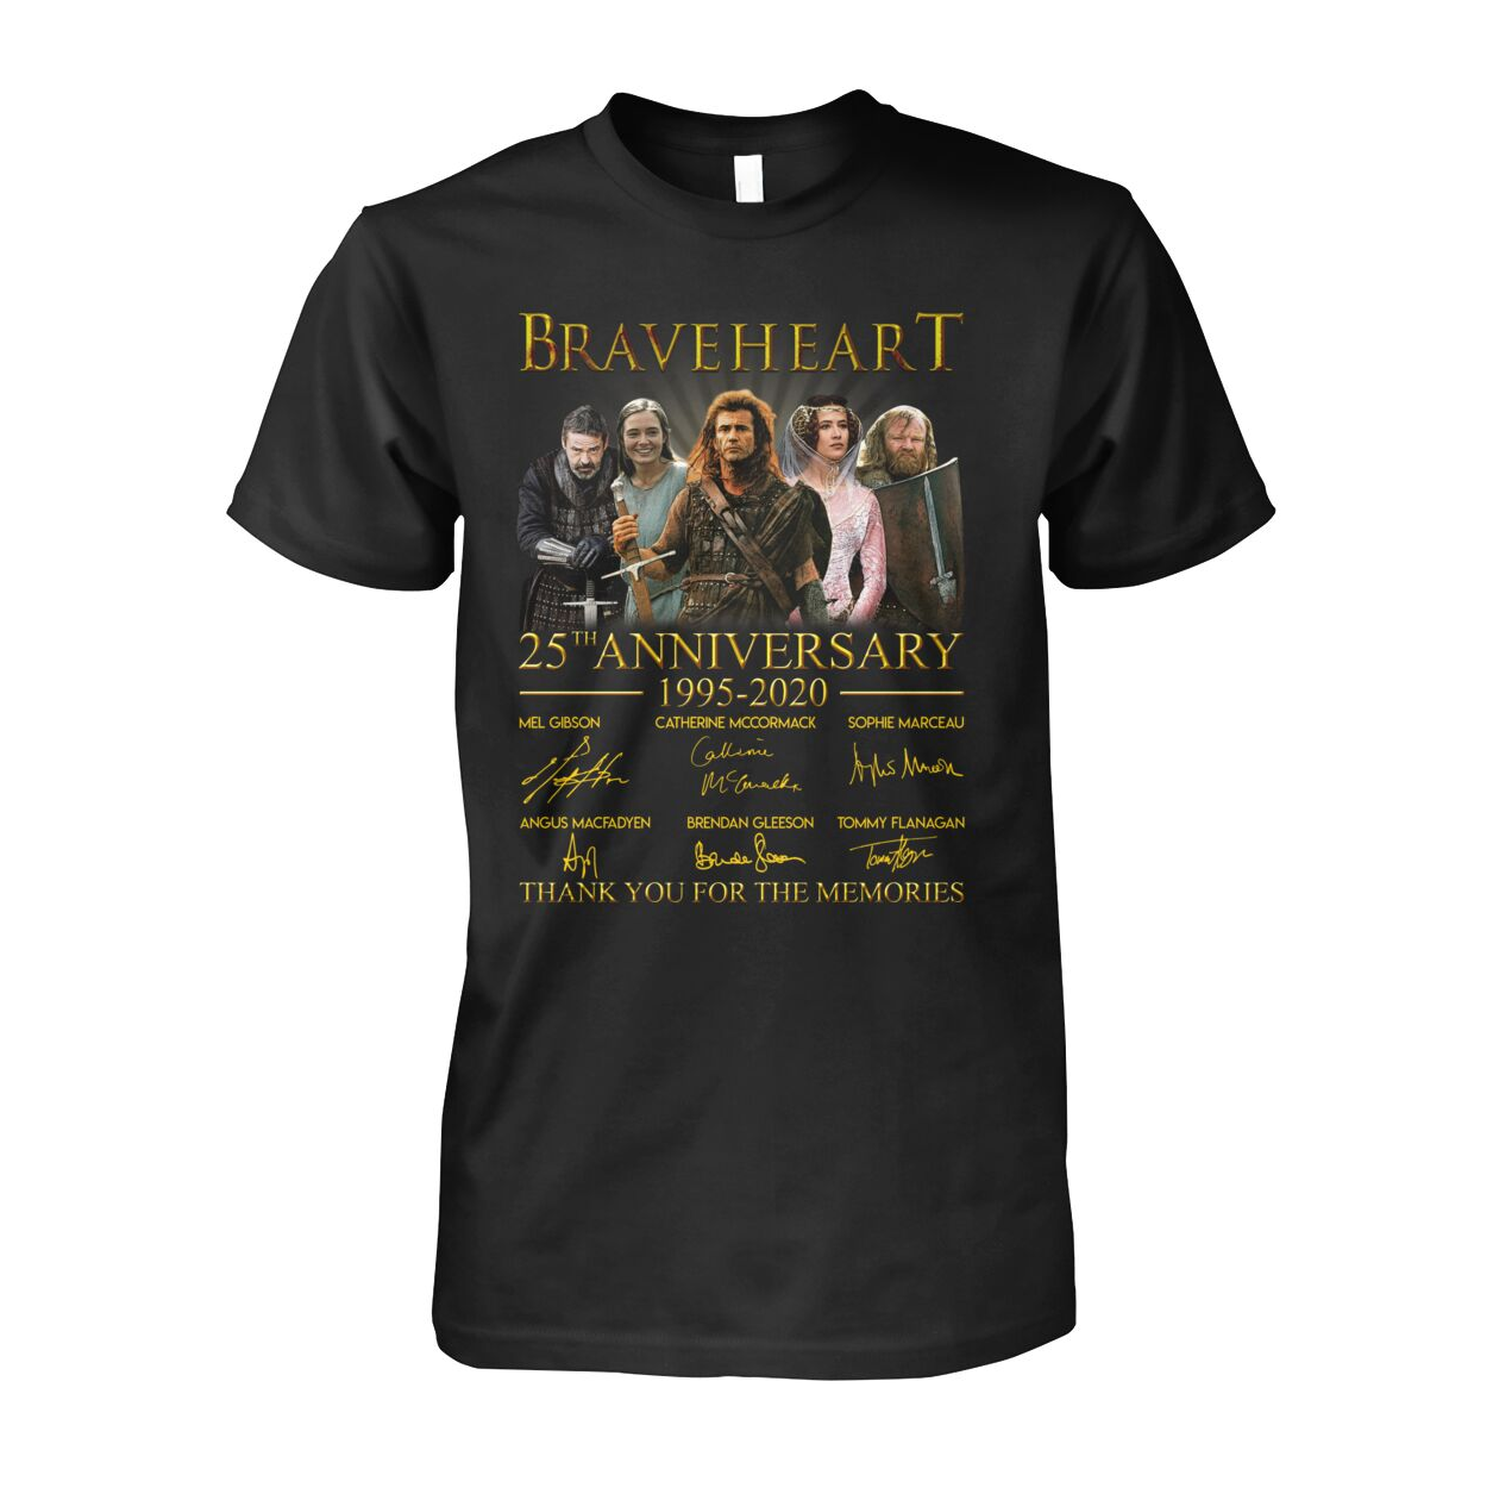 BRAVEHEART
25TH ANNIVERSARY
1995-2020
MEL GIBSON CATHERINE MCCORMACK SOPHIE MARCEAU
ANGUS MACFADYEN BRENDAN GLEESON TOMMY FLANAGAN
THANK YOU FOR THE MEMORIES